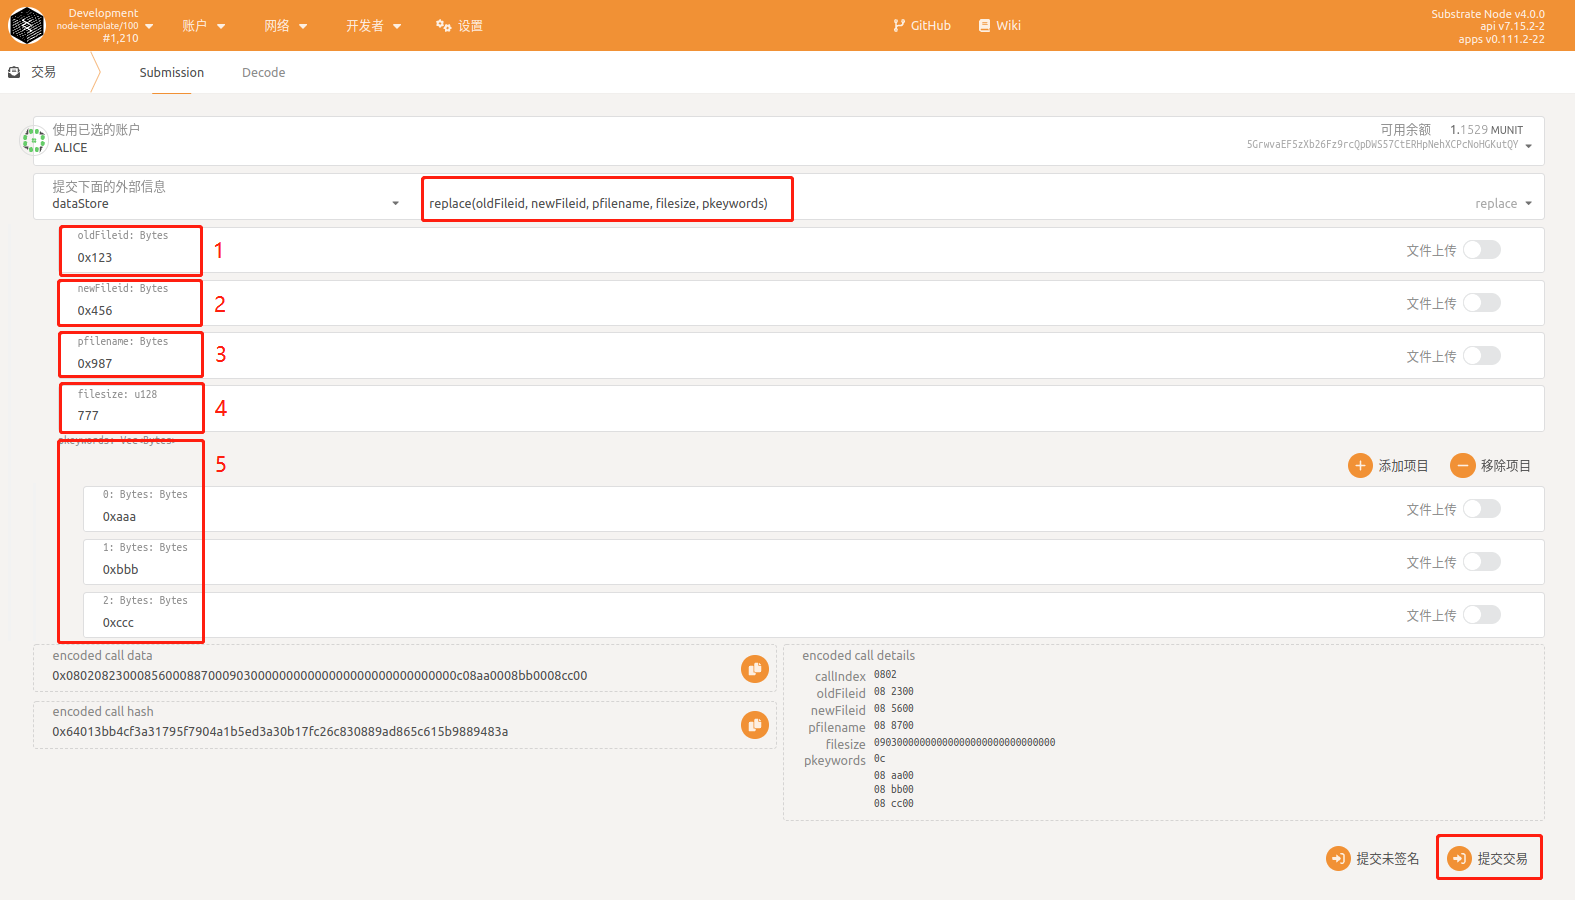 Development
node-template/100
#1,210
账户
网络
开发者
设置
GitHub
Wiki
Substrate Node v4.0.0
api v7.15.2-2
apps v0.111.2-22
交易
Submission
Decode
使用已选的账户
ALICE
可用余额 1.1529 MUNIT
5GrwvaEF5zXb26Fz9rcQpDWS57CtERHpNehXCPcNoHGKutQY
提交下面的外部信息
dataStore
replace(oldFileid, newFileid, pfilename, filesize, pkeywords)
replace
oldFileid: Bytes
0x123
1
文件上传
newFileid: Bytes
0x456
2
文件上传
pfilename: Bytes
0x987
3
文件上传
filesize: u128
777
4
pkeywords: Vec<Bytes>
5
添加项目
移除项目
0: Bytes: Bytes
0xaaa
文件上传
1: Bytes: Bytes
0xbbb
文件上传
2: Bytes: Bytes
0xccc
文件上传
encoded call data
0x080208230008560008870009030000000000000000000000000000000c08aa0008bb0008cc00
encoded call hash
0x64013bb4cf3a31795f7904a1b5ed3a30b17fc26c830889ad865c615b9889483a
encoded call details
callIndex 0802
oldFileid 08 2300
newFileid 08 5600
pfilename 08 8700
filesize 09030000000000000000000000000000
pkeywords 0c
08 aa00
08 bb00
08 cc00
提交未签名
提交交易